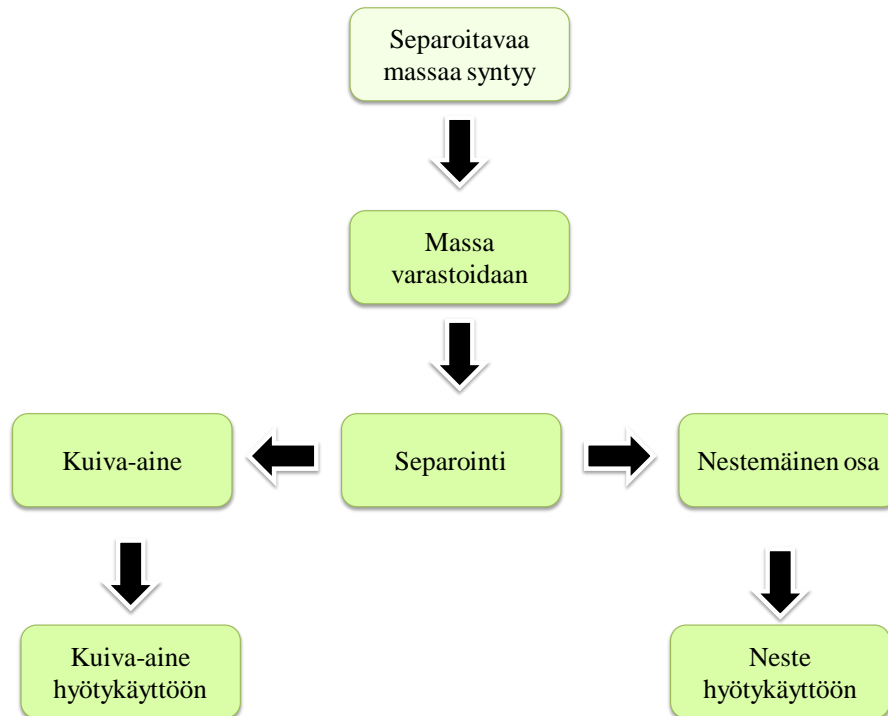 Separoitavaa
massaa syntyy
Massa
varastoidaan
Kuiva-aine
Separointi
Nestemäinen osa
Kuiva-aine
hyötykäyttöön
Neste
hyötykäyttöön